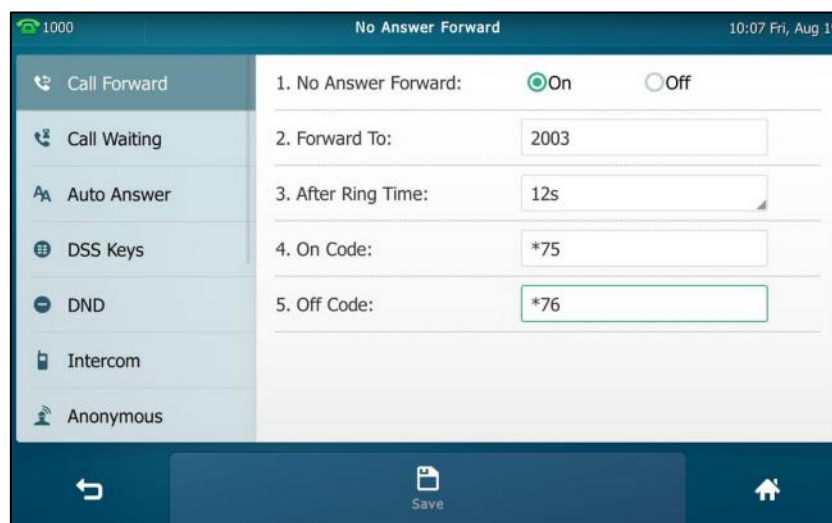 1000 No Answer Forward 10:07 Fri, Aug
Call Forward
Call Waiting
Auto Answer
DSS Keys
DND
Intercom
Anonymous
1. No Answer Forward: On Off
2. Forward To: 2003
3. After Ring Time: 12s
4. On Code: *75
5. Off Code: *76
Save